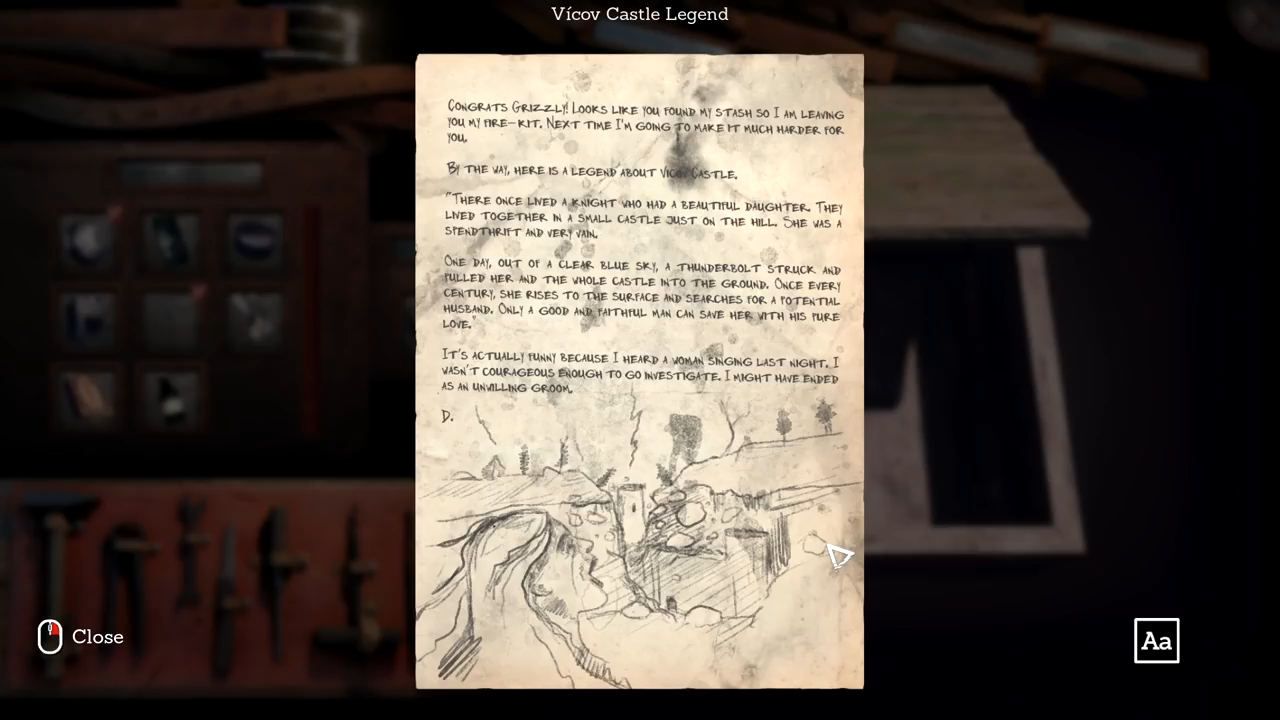 Vícov Castle Legend
Congrats Grizzly! Looks like you found my stash so I am leaving
you my fire-kit. Next time I'm going to make it much harder for
you.
By the way, here is a legend about Vícov Castle.
"There once lived a knight who had a beautiful daughter. They
lived together in a small castle just on the hill. She was a
spendthrift and very vain.
One day, out of a clear blue sky, a thunderbolt struck and
pulled her and the whole castle into the ground. Once every
century, she rises to the surface and searches for a potential
husband. Only a good and faithful man can save her with his pure
love."
It's actually funny because I heard a woman singing last night. I
wasn't courageous enough to go investigate. I might have ended
as an unwilling groom.
D.
Close
Aa